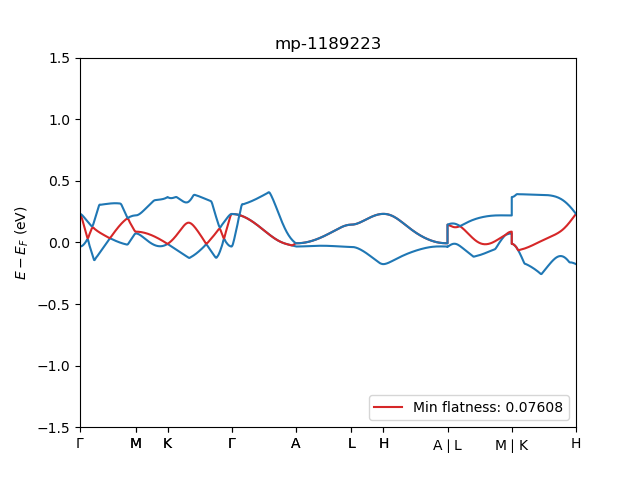 mp-1189223
E − E_F (eV)
1.5
1.0
0.5
0.0
−0.5
−1.0
−1.5
Min flatness: 0.07608
Γ M K Γ A L H A | L M | K H